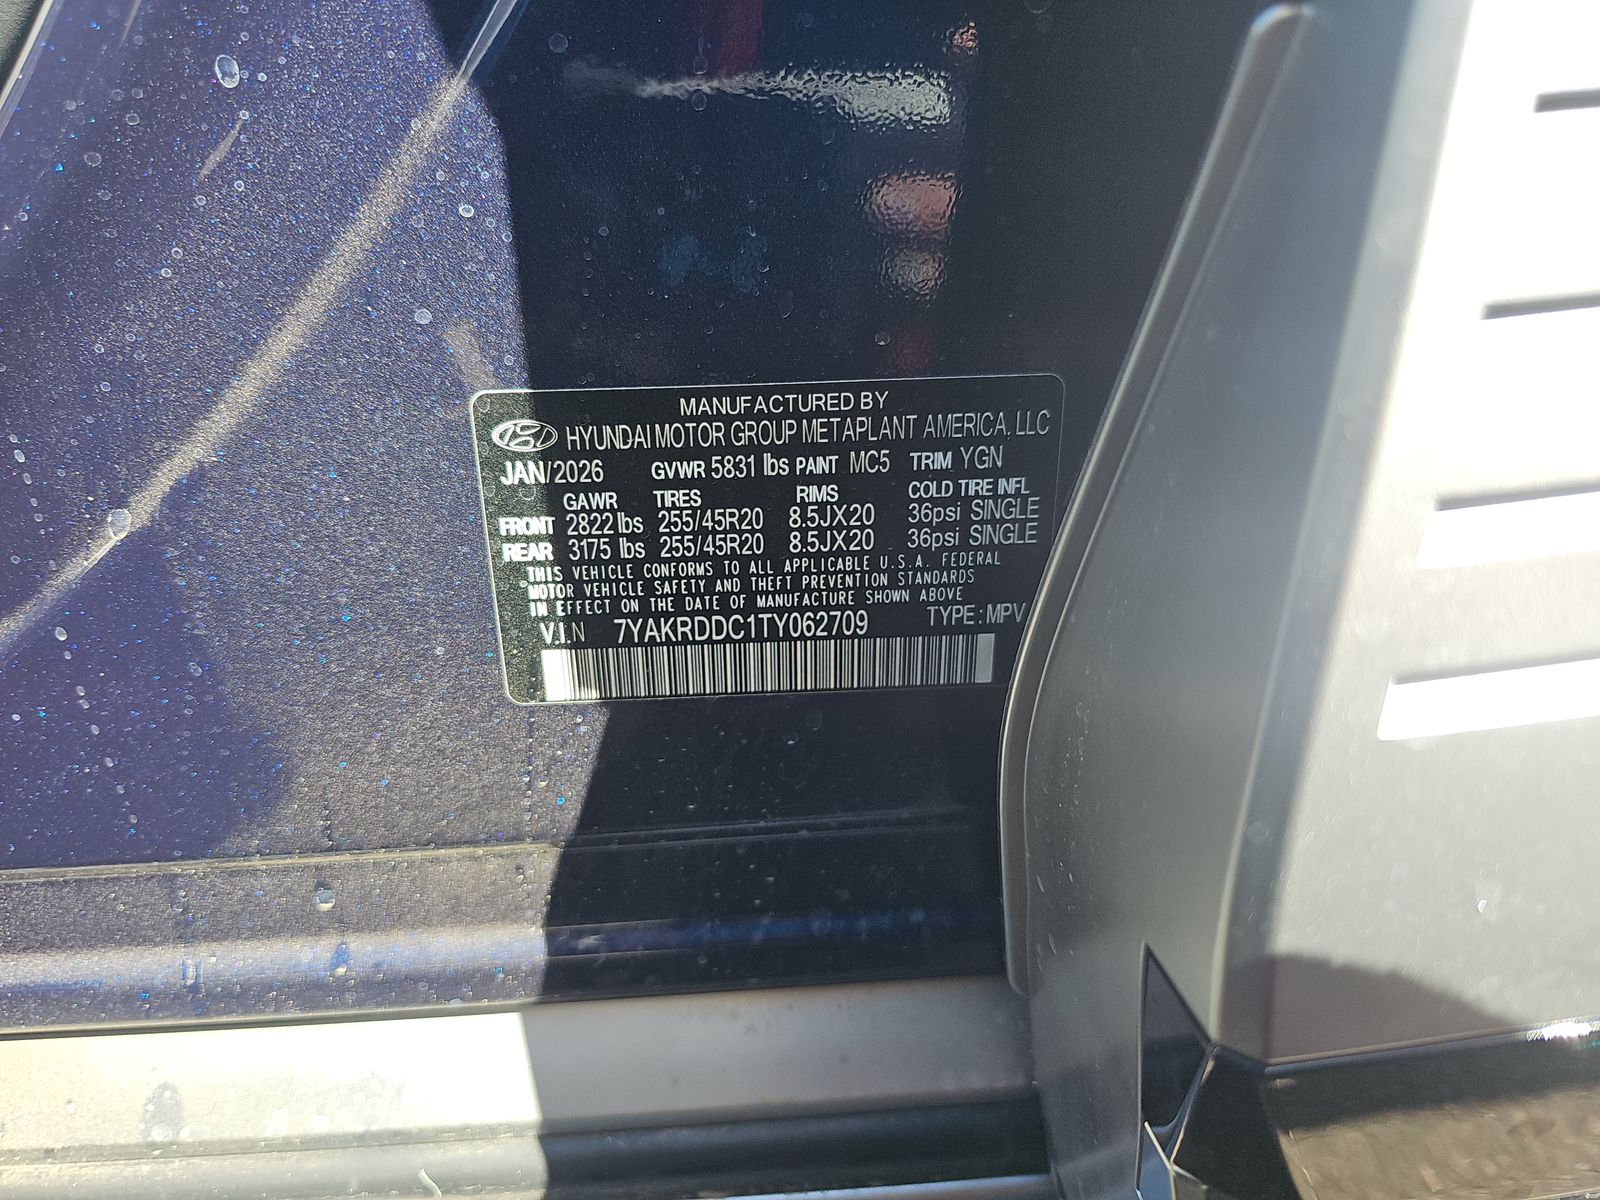 MANUFACTURED BY
HYUNDAI MOTOR GROUP METAPLANT AMERICA, LLC
JAN/2026 GVWR 5831 lbs PAINT MC5 TRIM YGN
GAWR TIRES RIMS COLD TIRE INFL
FRONT 2822 lbs 255/45R20 8.5JX20 36psi SINGLE
REAR 3175 lbs 255/45R20 8.5JX20 36psi SINGLE
THIS VEHICLE CONFORMS TO ALL APPLICABLE U.S.A. FEDERAL
MOTOR VEHICLE SAFETY AND THEFT PREVENTION STANDARDS
IN EFFECT ON THE DATE OF MANUFACTURE SHOWN ABOVE
V.I.N 7YAKRDDC1TY062709 TYPE: MPV